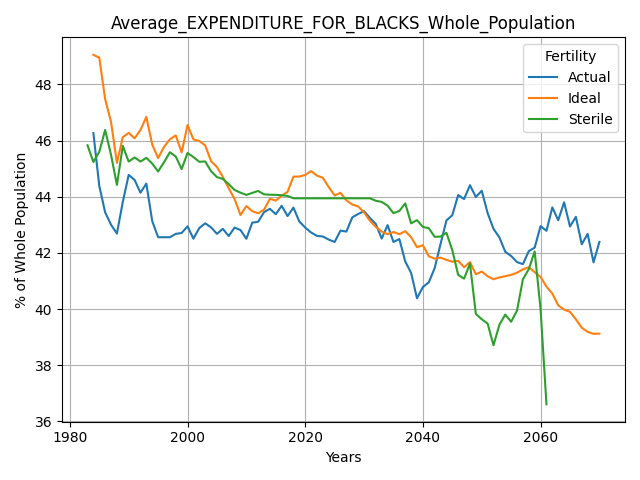 Average_EXPENDITURE_FOR_BLACKS_Whole_Population
Fertility
Actual
Ideal
Sterile
% of Whole Population
48
46
44
42
40
38
36
1980
2000
2020
2040
2060
Years